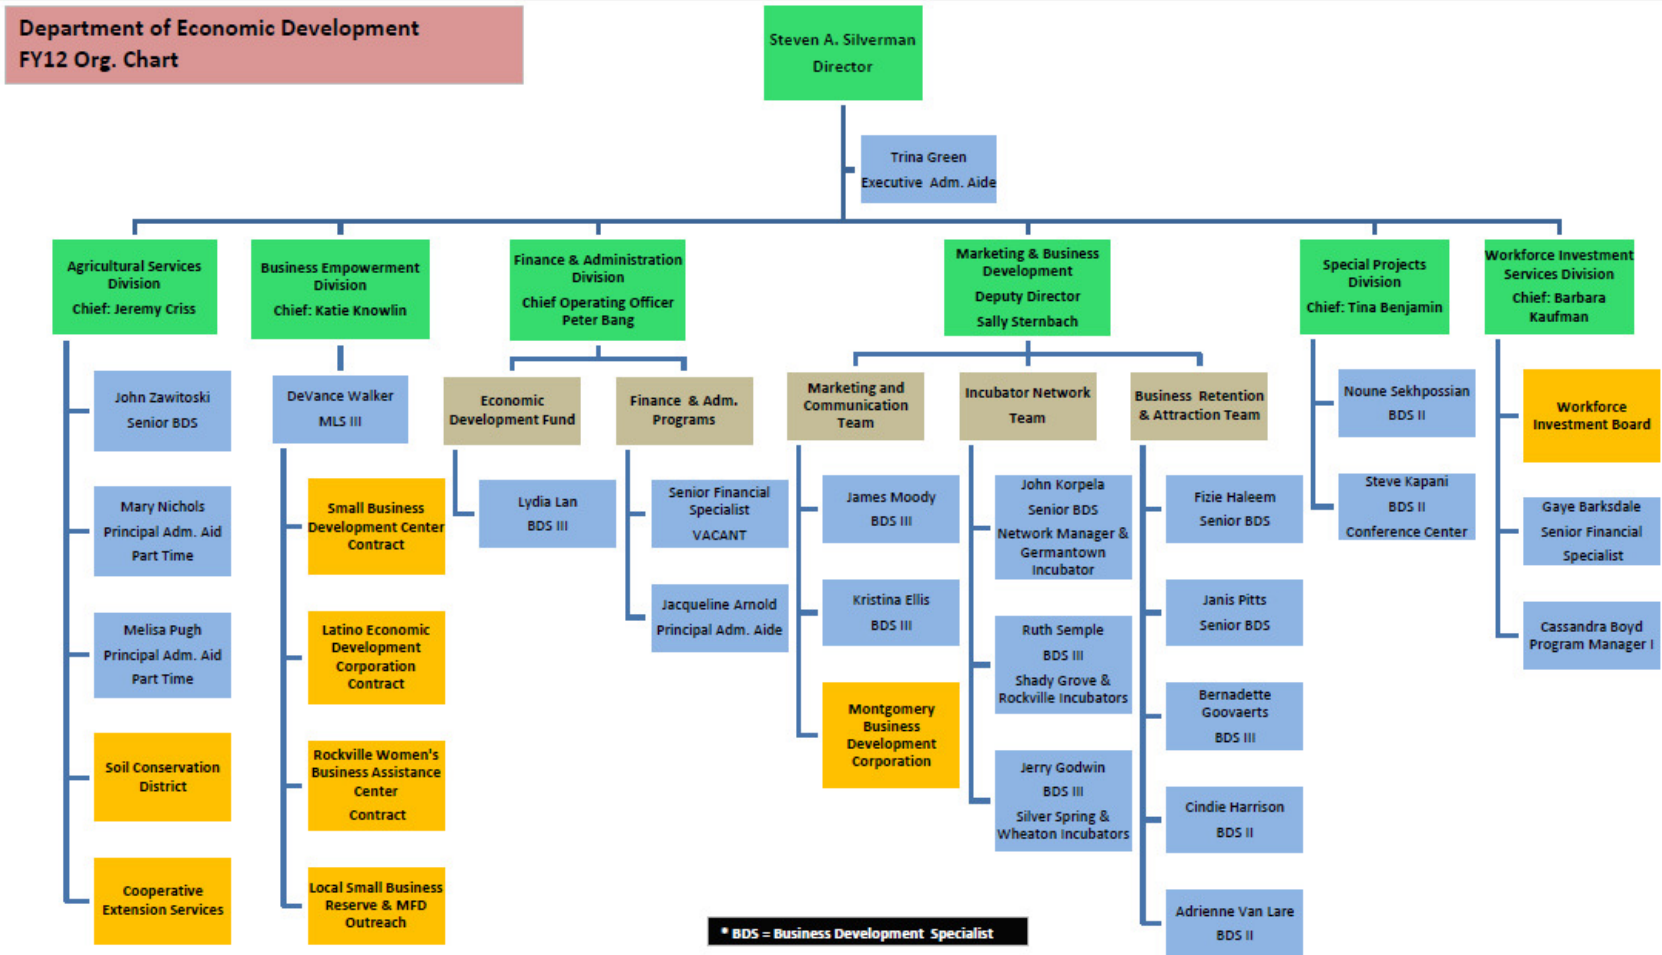 Department of Economic Development
FY12 Org. Chart
Steven A. Silverman
Director
Trina Green
Executive Adm. Aide
Agricultural Services
Division
Chief: Jeremy Criss
Business Empowerment
Division
Chief: Katie Knowlin
Finance & Administration
Division
Chief Operating Officer
Peter Bang
Marketing & Business
Development
Deputy Director
Sally Sternbach
Special Projects
Division
Chief: Tina Benjamin
Workforce Investment
Services Division
Chief: Barbara
Kaufman
John Zawitoski
Senior BDS
Mary Nichols
Principal Adm. Aid
Part Time
Melisa Pugh
Principal Adm. Aid
Part Time
Soil Conservation
District
Cooperative
Extension Services
DeVance Walker
MLS III
Small Business
Development Center
Contract
Latino Economic
Development
Corporation
Contract
Rockville Women's
Business Assistance
Center
Contract
Local Small Business
Reserve & MFD
Outreach
Economic
Development Fund
Lydia Lan
BDS III
Finance & Adm.
Programs
Senior Financial
Specialist
VACANT
Jacqueline Arnold
Principal Adm. Aide
Marketing and
Communication
Team
James Moody
BDS III
Kristina Ellis
BDS III
Montgomery
Business
Development
Corporation
Incubator Network
Team
John Korpela
Senior BDS
Network Manager &
Germantown
Incubator
Ruth Semple
BDS III
Shady Grove &
Rockville Incubators
Jerry Godwin
BDS III
Silver Spring &
Wheaton Incubators
Business Retention
& Attraction Team
Fizie Haleem
Senior BDS
Janis Pitts
Senior BDS
Bernadette
Goovaerts
BDS III
Cindie Harrison
BDS II
Adrienne Van Lare
BDS II
Noune Sekhpossian
BDS II
Steve Kapani
BDS II
Conference Center
Workforce
Investment Board
Gaye Barksdale
Senior Financial
Specialist
Cassandra Boyd
Program Manager I
* BDS = Business Development Specialist